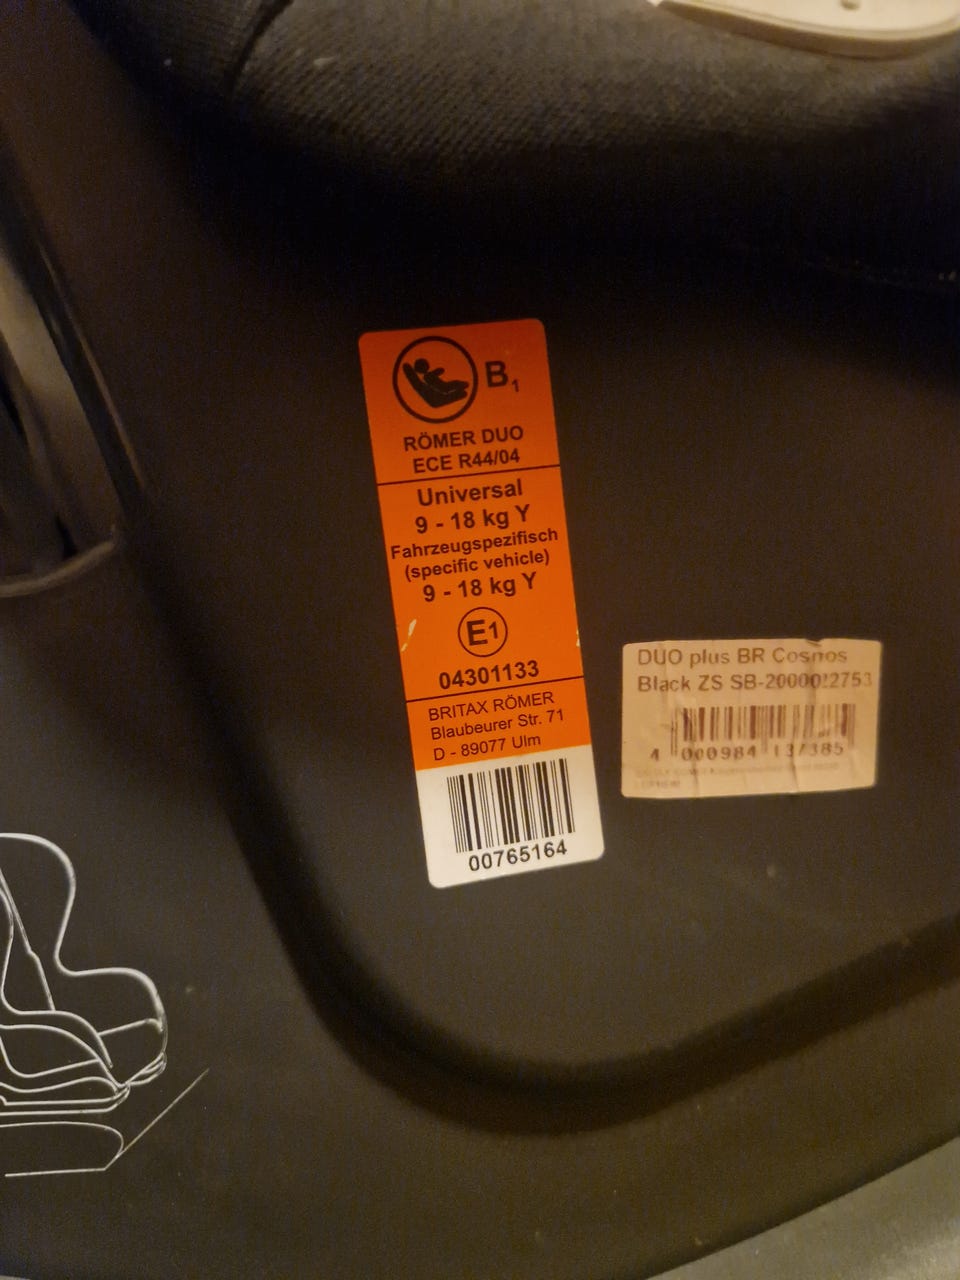 B1
RÖMER DUO
ECE R44/04
Universal
9 - 18 kg Y
Fahrzeugspezifisch
(specific vehicle)
9 - 18 kg Y
E1
04301133
BRITAX RÖMER
Blaubeurer Str. 71
D - 89077 Ulm
00765164
DUO plus BR Cosmos
Black ZS SB-2000022753
4 000984 137385